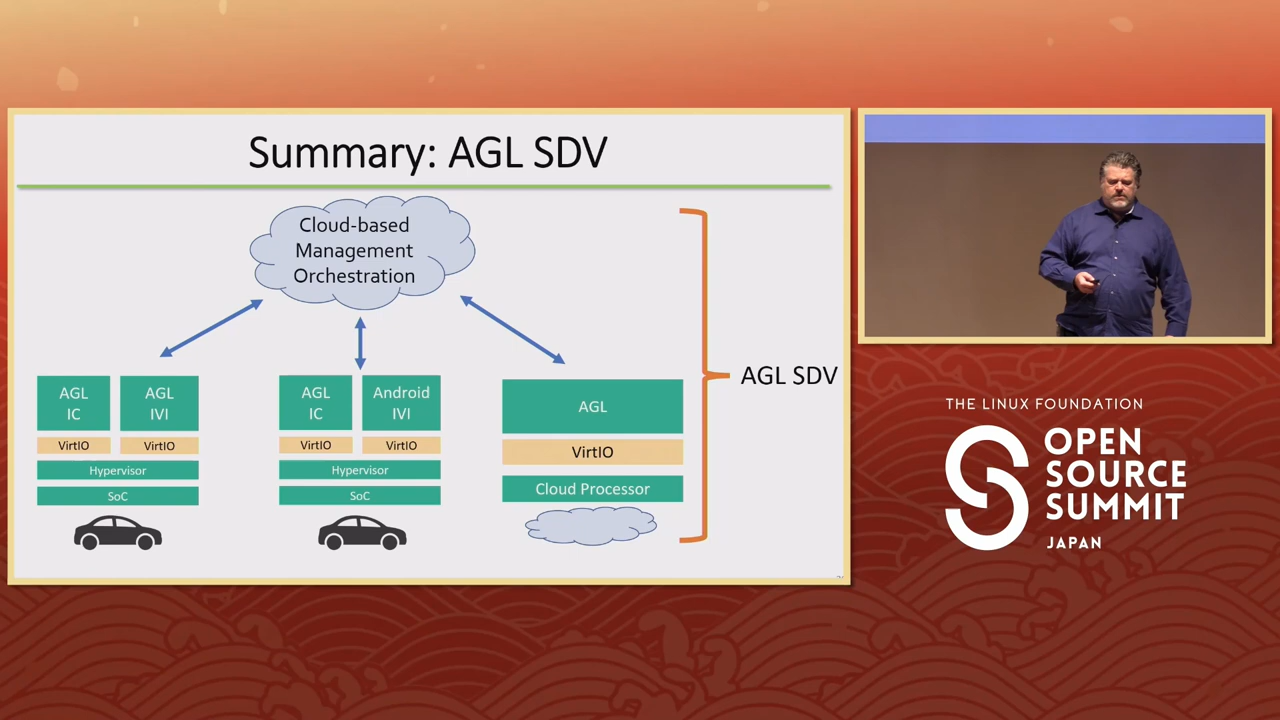 Summary: AGL SDV
Cloud-based
Management
Orchestration
AGL
IC
AGL
IVI
VirtIO
VirtIO
Hypervisor
SoC
AGL
IC
Android
IVI
VirtIO
VirtIO
Hypervisor
SoC
AGL
VirtIO
Cloud Processor
AGL SDV
THE LINUX FOUNDATION
OPEN
SOURCE
SUMMIT
JAPAN